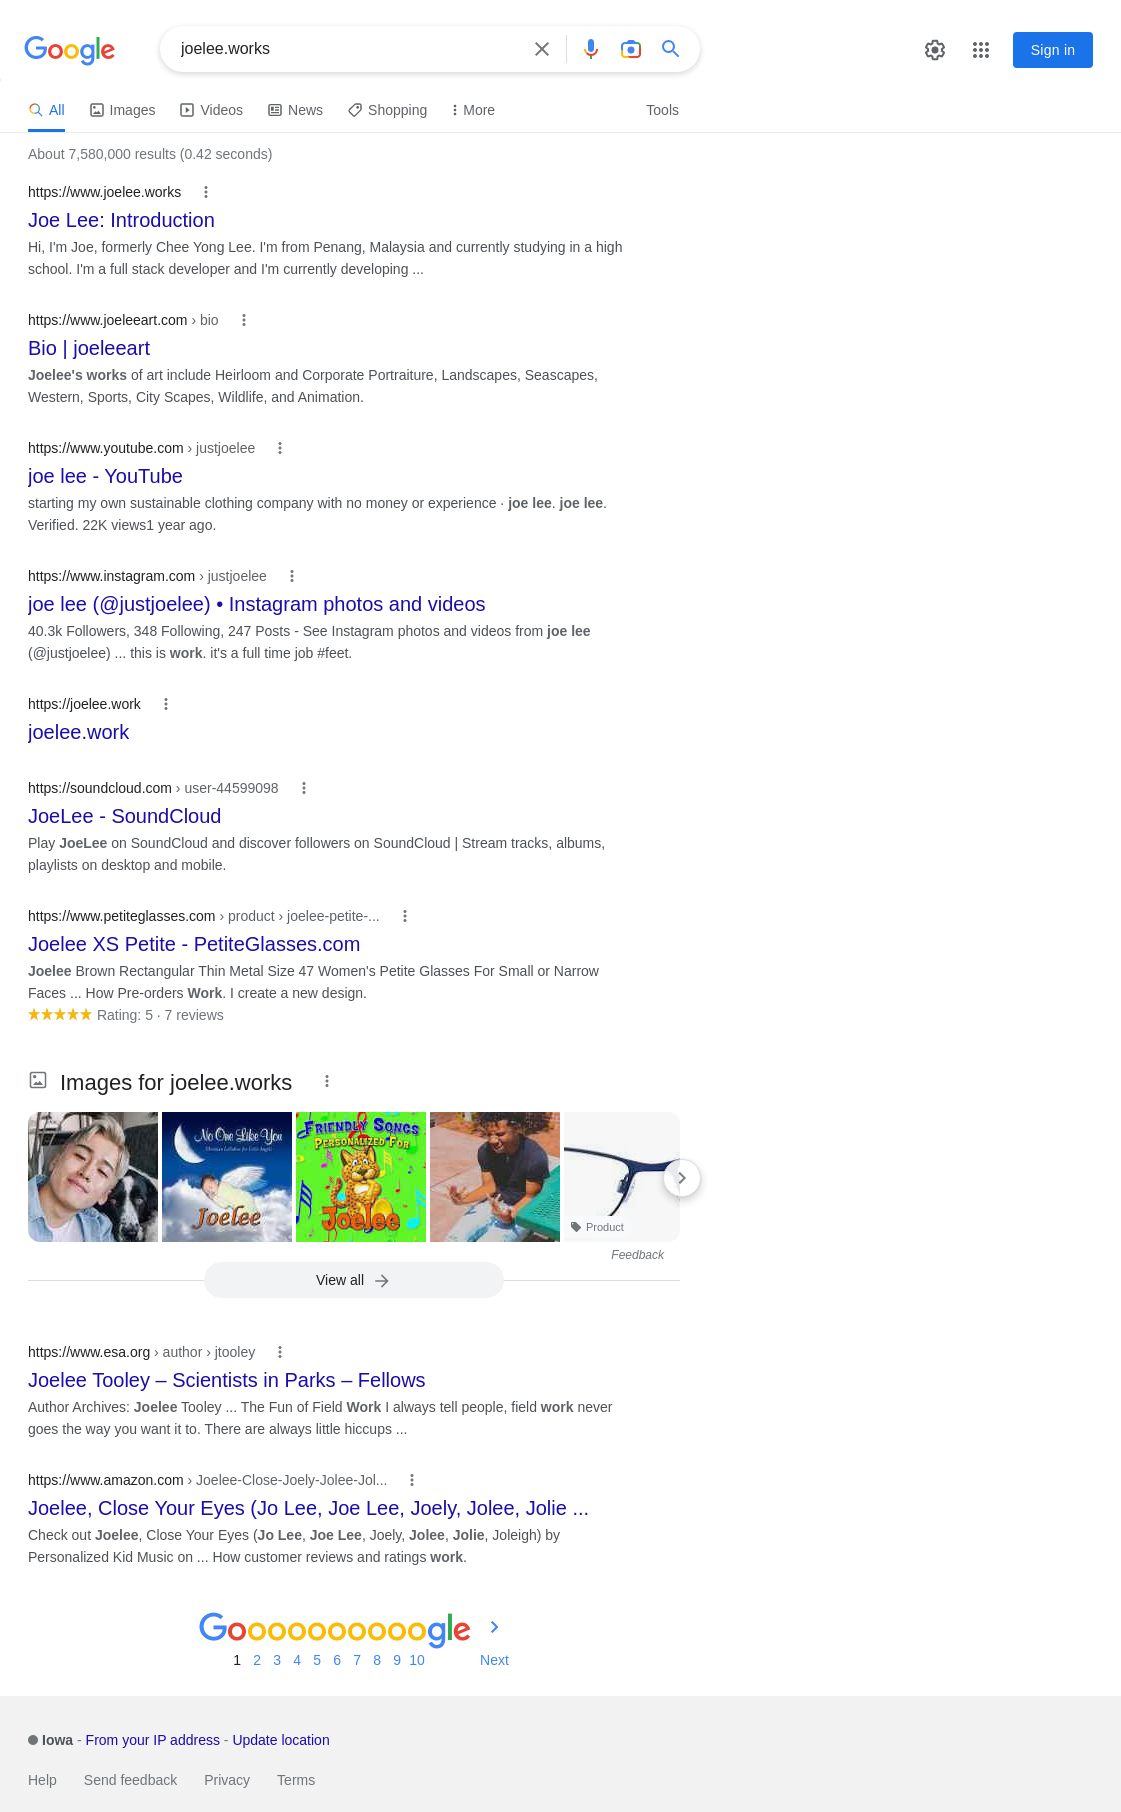 Google
joelee.works
Sign in
All
Images
Videos
News
Shopping
More
Tools
About 7,580,000 results (0.42 seconds)
https://www.joelee.works
Joe Lee: Introduction
Hi, I'm Joe, formerly Chee Yong Lee. I'm from Penang, Malaysia and currently studying in a high
school. I'm a full stack developer and I'm currently developing ...
https://www.joeleeart.com › bio
Bio | joeleeart
Joelee's works of art include Heirloom and Corporate Portraiture, Landscapes, Seascapes,
Western, Sports, City Scapes, Wildlife, and Animation.
https://www.youtube.com › justjoelee
joe lee - YouTube
starting my own sustainable clothing company with no money or experience · joe lee. joe lee.
Verified. 22K views1 year ago.
https://www.instagram.com › justjoelee
joe lee (@justjoelee) • Instagram photos and videos
40.3k Followers, 348 Following, 247 Posts - See Instagram photos and videos from joe lee
(@justjoelee) ... this is work. it's a full time job #feet.
https://joelee.work
joelee.work
https://soundcloud.com › user-44599098
JoeLee - SoundCloud
Play JoeLee on SoundCloud and discover followers on SoundCloud | Stream tracks, albums,
playlists on desktop and mobile.
https://www.petiteglasses.com › product › joelee-petite-...
Joelee XS Petite - PetiteGlasses.com
Joelee Brown Rectangular Thin Metal Size 47 Women's Petite Glasses For Small or Narrow
Faces ... How Pre-orders Work. I create a new design.
Rating: 5 · 7 reviews
Images for joelee.works
No One Like You
Joelee
Friendly Songs
Personalized For
Joelee
Product
Feedback
View all
https://www.esa.org › author › jtooley
Joelee Tooley – Scientists in Parks – Fellows
Author Archives: Joelee Tooley ... The Fun of Field Work I always tell people, field work never
goes the way you want it to. There are always little hiccups ...
https://www.amazon.com › Joelee-Close-Joely-Jolee-Jol...
Joelee, Close Your Eyes (Jo Lee, Joe Lee, Joely, Jolee, Jolie ...
Check out Joelee, Close Your Eyes (Jo Lee, Joe Lee, Joely, Jolee, Jolie, Joleigh) by
Personalized Kid Music on ... How customer reviews and ratings work.
Goooooooooogle
1 2 3 4 5 6 7 8 9 10 Next
Iowa - From your IP address - Update location
Help Send feedback Privacy Terms